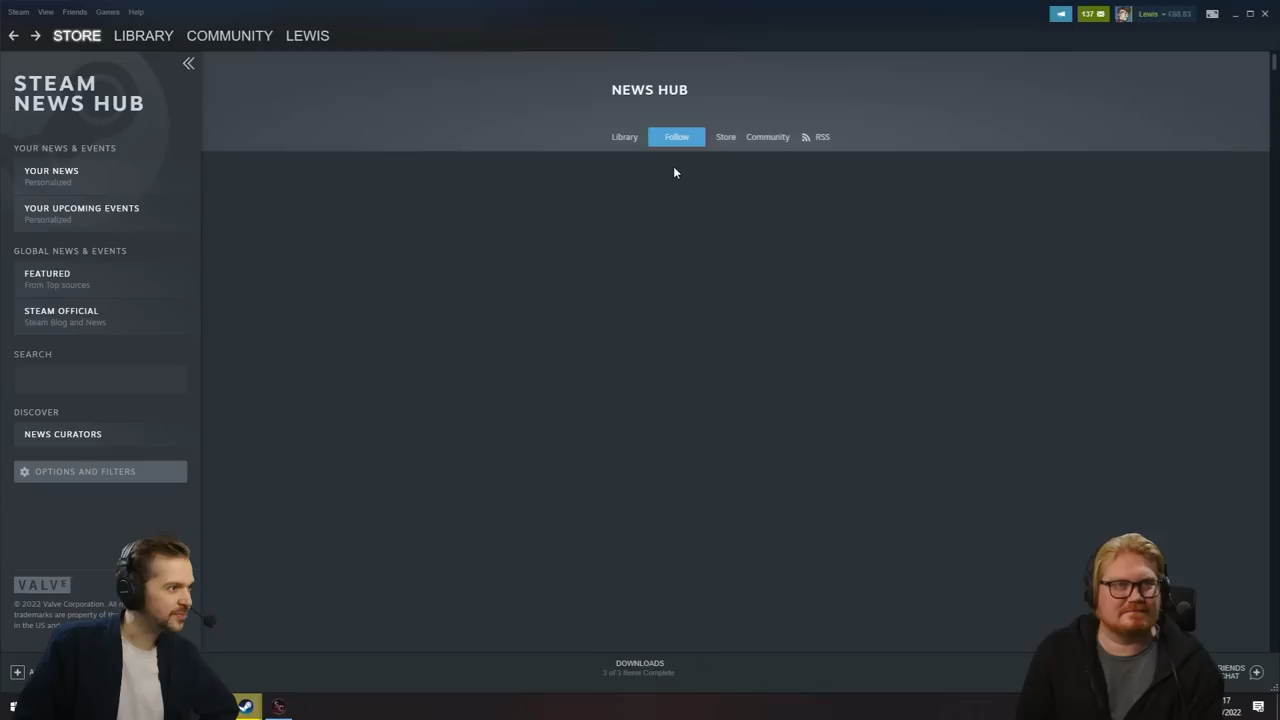 Steam View Friends Games Help
137
Lewis £88.83
STORE LIBRARY COMMUNITY LEWIS
STEAM
NEWS HUB
YOUR NEWS & EVENTS
YOUR NEWS
Personalized
YOUR UPCOMING EVENTS
Personalized
GLOBAL NEWS & EVENTS
FEATURED
From Top sources
STEAM OFFICIAL
Steam Blog and News
SEARCH
DISCOVER
NEWS CURATORS
OPTIONS AND FILTERS
NEWS HUB
Library Follow Store Community RSS
VALVE
© 2022 Valve Corporation. All
trademarks are property of
in the US and
DOWNLOADS
3 of 3 Items Complete